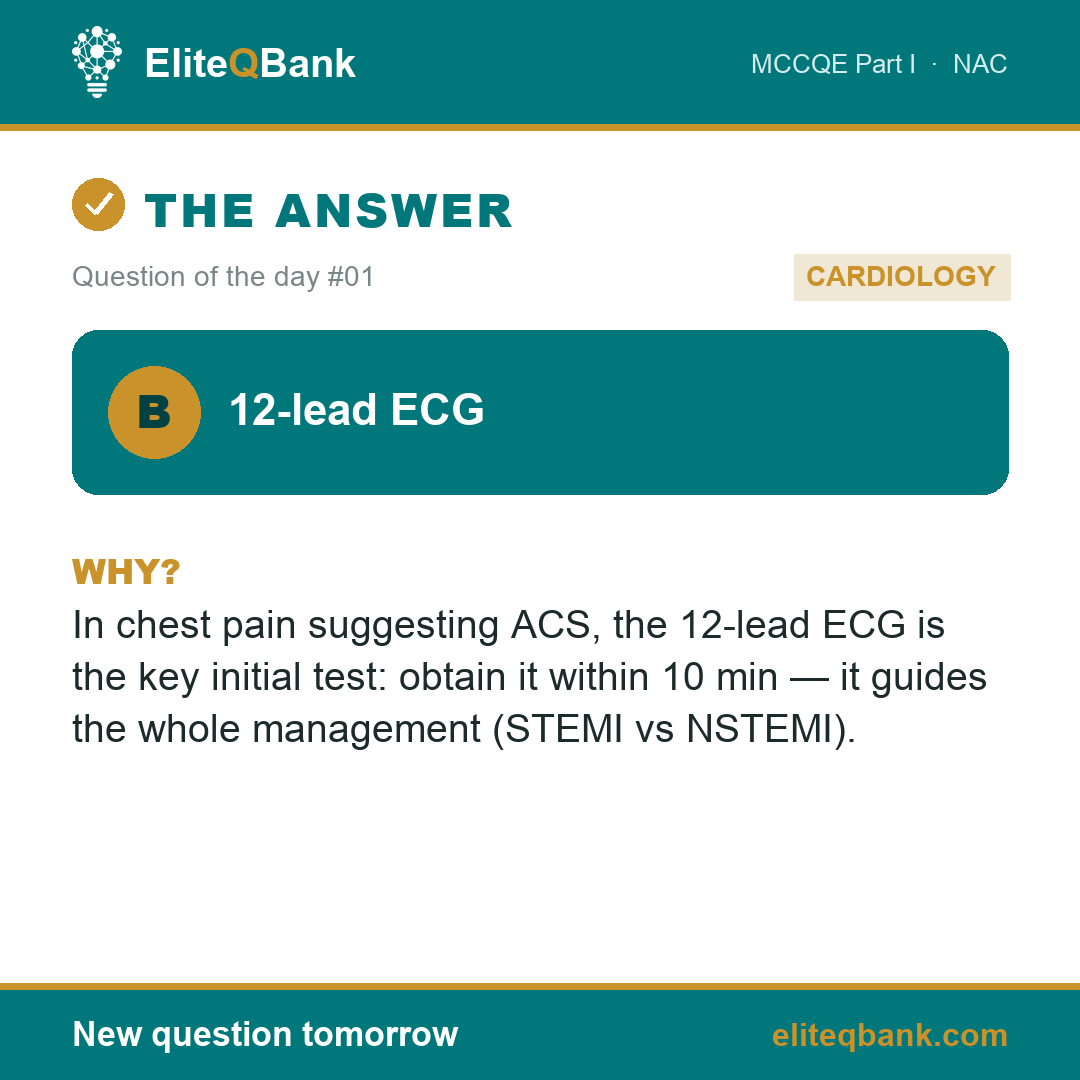 EliteQBank
MCCQE Part I · NAC
THE ANSWER
Question of the day #01
CARDIOLOGY
B
12-lead ECG
WHY?
In chest pain suggesting ACS, the 12-lead ECG is
the key initial test: obtain it within 10 min — it guides
the whole management (STEMI vs NSTEMI).
New question tomorrow
eliteqbank.com